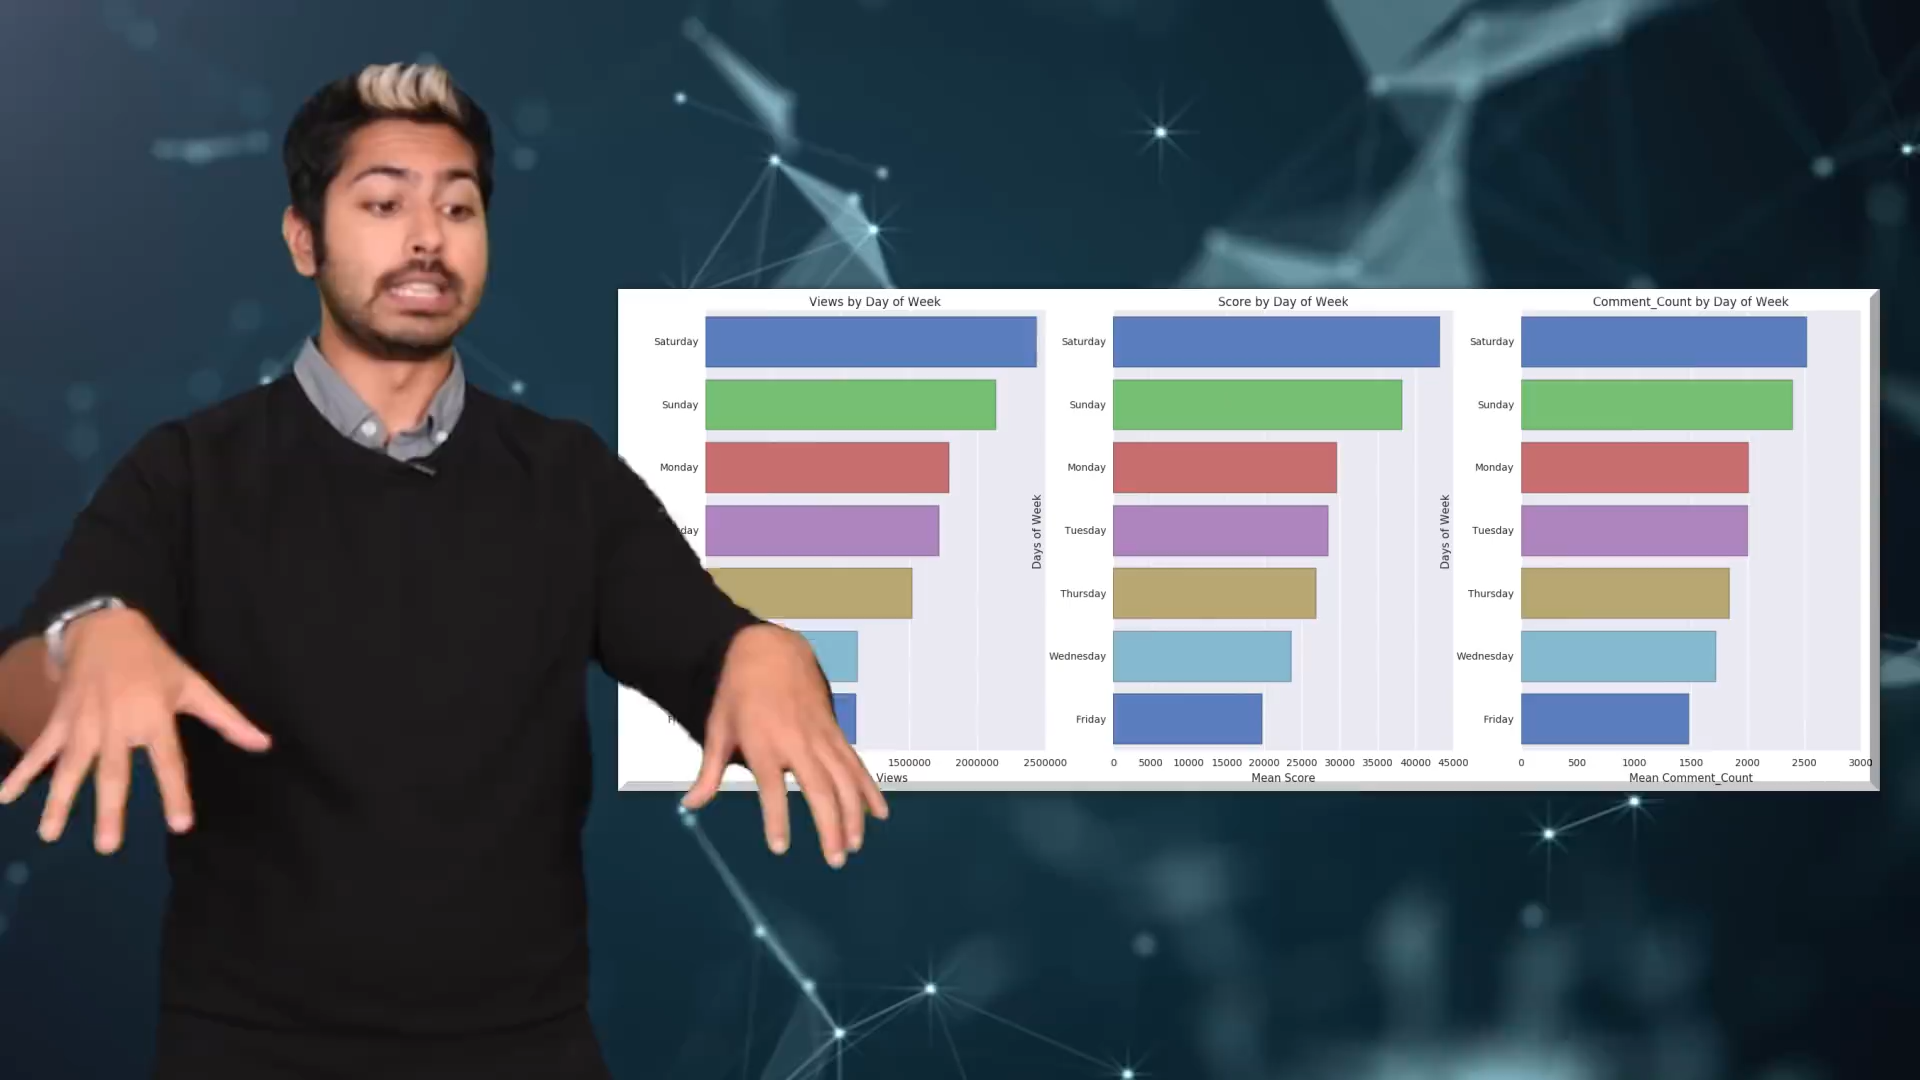 Views by Day of Week
Saturday
Sunday
Monday
Views
1500000 2000000 2500000
Score by Day of Week
Days of Week
Saturday
Sunday
Monday
Tuesday
Thursday
Wednesday
Friday
0 5000 10000 15000 20000 25000 30000 35000 40000 45000
Mean Score
Comment_Count by Day of Week
Days of Week
Saturday
Sunday
Monday
Tuesday
Thursday
Wednesday
Friday
0 500 1000 1500 2000 2500 3000
Mean Comment_Count